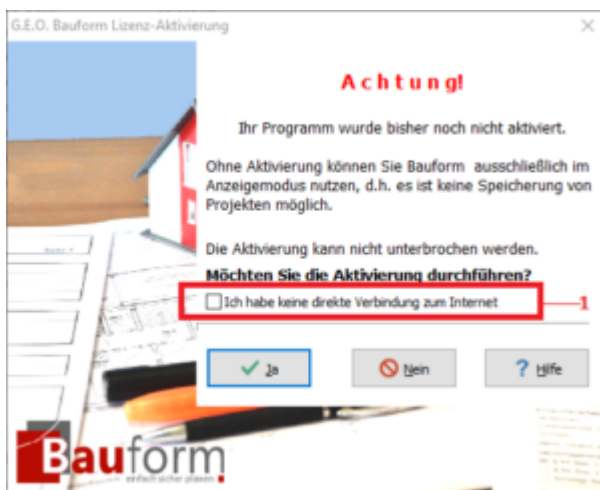 G.E.O. Bauform Lizenz-Aktivierung
Achtung!
Ihr Programm wurde bisher noch nicht aktiviert.
Ohne Aktivierung können Sie Bauform ausschließlich im
Anzeigemodus nutzen, d.h. es ist keine Speicherung von
Projekten möglich.
Die Aktivierung kann nicht unterbrochen werden.
Möchten Sie die Aktivierung durchführen?
Ich habe keine direkte Verbindung zum Internet
1
Ja
Nein
? Hilfe
Bauform
einfach sicher planen